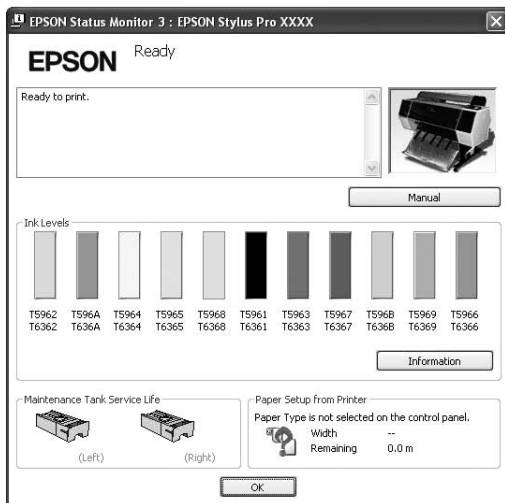 EPSON Status Monitor 3 : EPSON Stylus Pro XXXX
EPSON
Ready
Ready to print.
Manual
Ink Levels
T5962 T596A T5964 T5965 T5968 T5961 T5963 T5967 T596B T5969 T5966
T6362 T636A T6364 T6365 T6368 T6361 T6363 T6367 T636B T6369 T6366
Information
Maintenance Tank Service Life
(Left) (Right)
Paper Setup from Printer
Paper Type is not selected on the control panel.
Width --
Remaining 0.0 m
OK